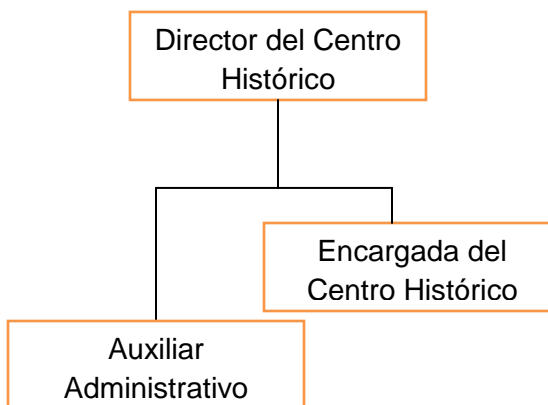 Director del Centro
Histórico
Encargada del
Centro Histórico
Auxiliar
Administrativo